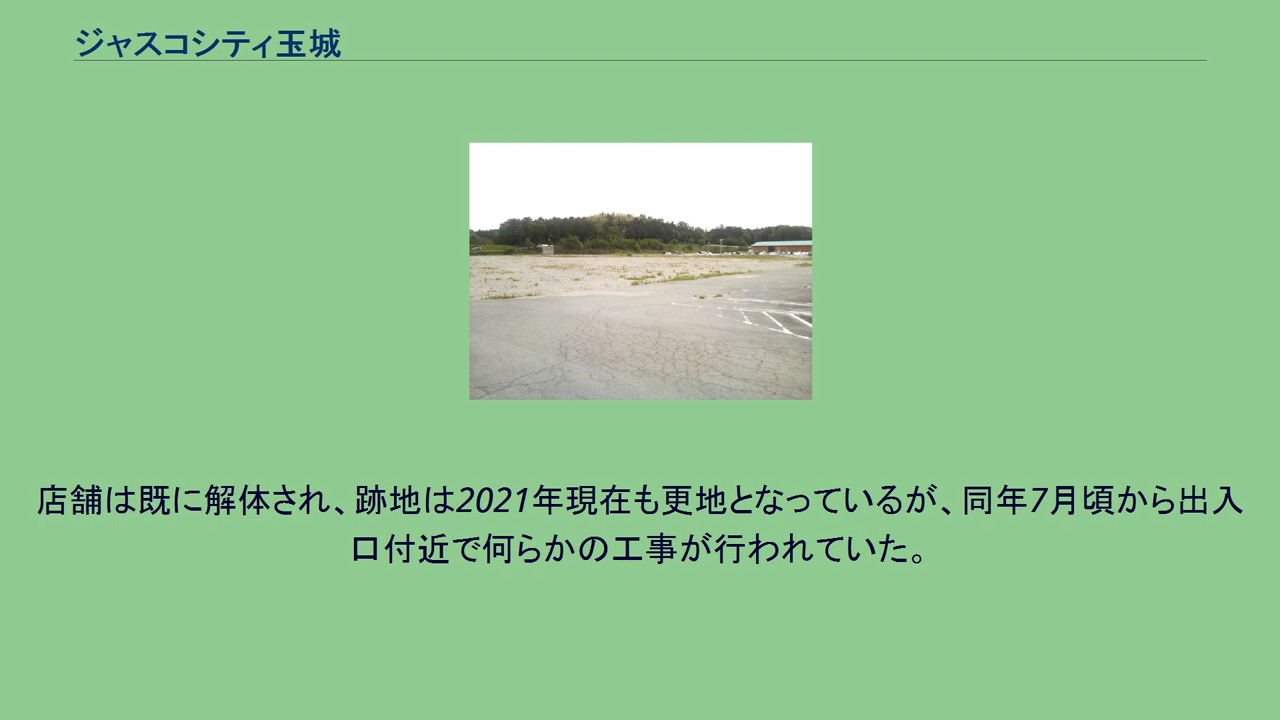 ジャスコシティ玉城
店舗は既に解体され、跡地は2021年現在も更地となっているが、同年7月頃から出入
口付近で何らかの工事が行われていた。